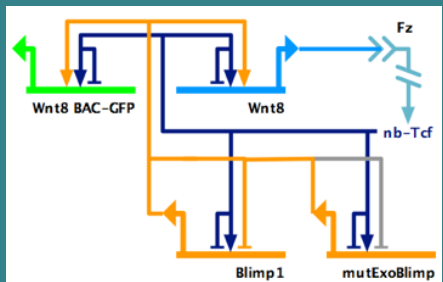 Fz
Wnt8 BAC-GFP
Wnt8
nb-Tcf
Blimp1
mutExoBlimp